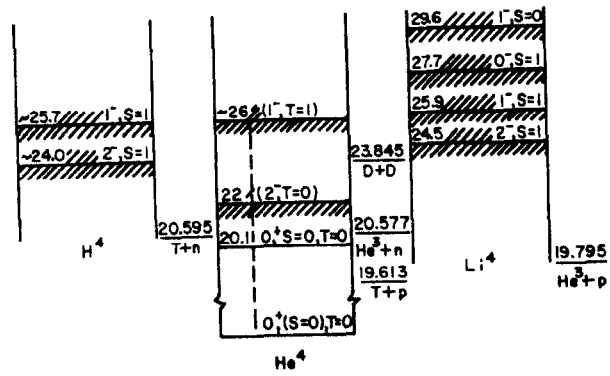 ~25.7 1⁻,S=1
~24.0 2⁻,S=1
H⁴
20.595
T+n
~26.4 (1⁻,T=1)
22.4 (2⁻,T=0)
20.11 0,⁺S=0,T=0
0,⁺(S=0),T=0
He⁴
23.845
D+D
20.577
He³+n
19.613
T+p
29.6 1⁻,S=0
27.7 0⁻,S=1
25.9 1⁻,S=1
24.5 2⁻,S=1
Li⁴
19.795
He³+p